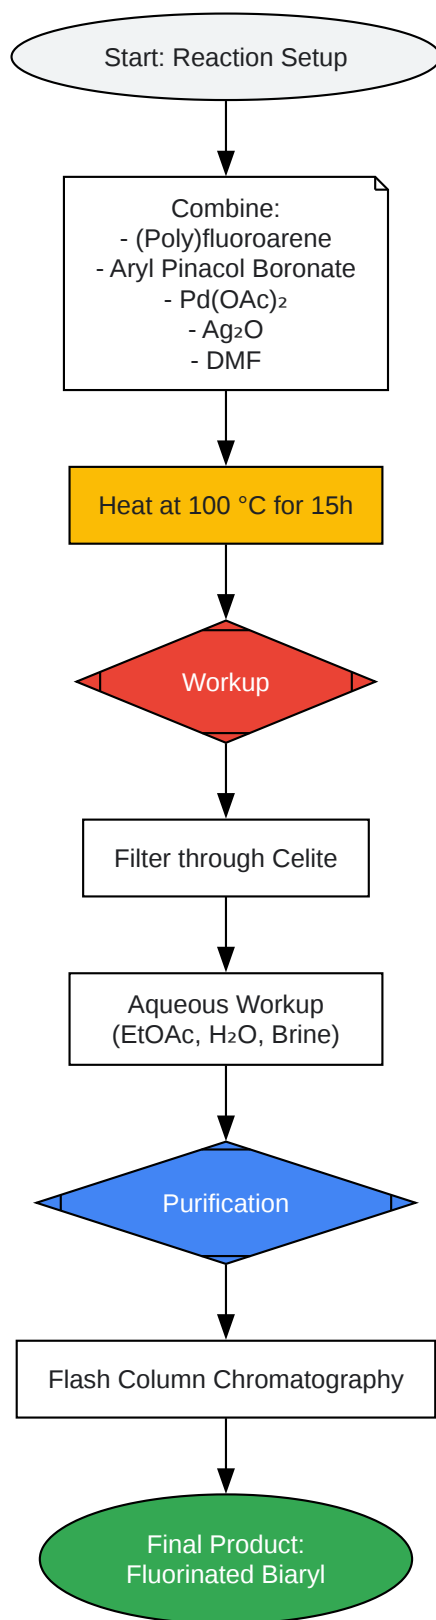 Start: Reaction Setup
Combine:
- (Poly)fluoroarene
- Aryl Pinacol Boronate
- Pd(OAc)₂
- Ag₂O
- DMF
Heat at 100 °C for 15h
Workup
Filter through Celite
Aqueous Workup
(EtOAc, H₂O, Brine)
Purification
Flash Column Chromatography
Final Product:
Fluorinated Biaryl